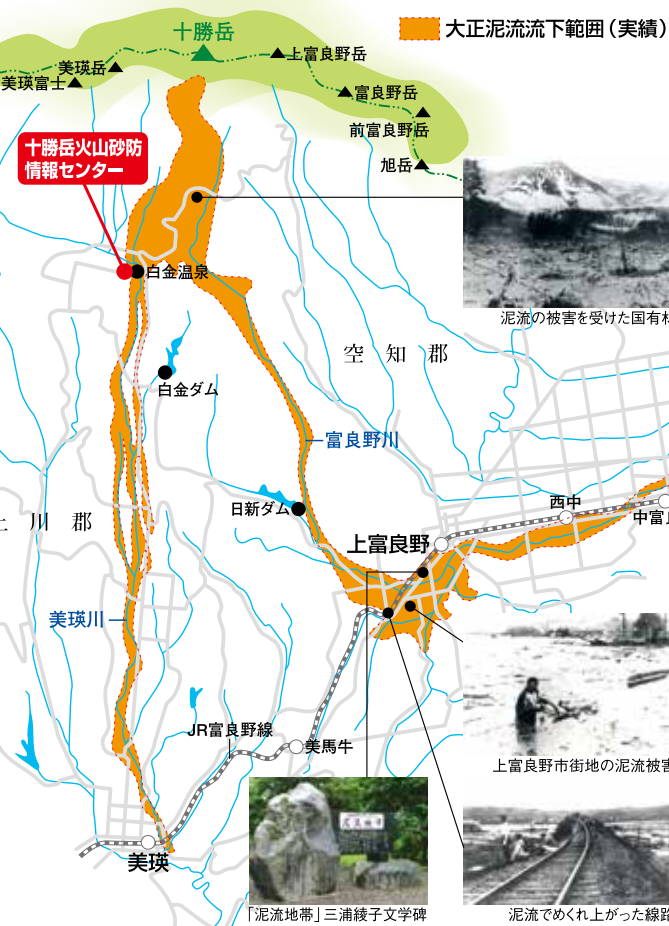 大正泥流流下範囲（実績）
十勝岳
上富良野岳
美瑛岳
美瑛富士
富良野岳
前富良野岳
旭岳
十勝岳火山砂防
情報センター
白金温泉
泥流の被害を受けた国有林
空知郡
白金ダム
富良野川
日新ダム
西中
中富良
上川郡
上富良野
美瑛川
JR富良野線
美馬牛
上富良野市街地の泥流被害
美瑛
「泥流地帯」三浦綾子文学碑
泥流でめくれ上がった線路